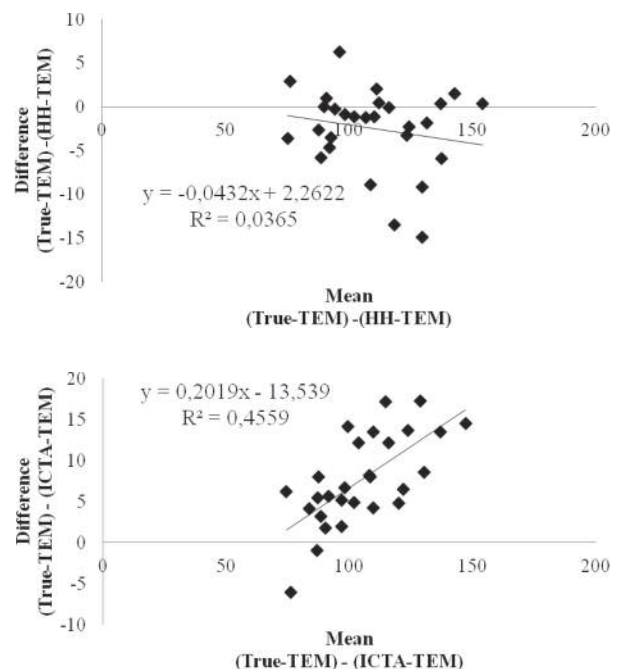 10
5
0
-5
-10
-15
-20
0
50
100
150
200
Difference
(True-TEM) -(HH-TEM)
y = -0,0432x + 2,2622
R² = 0,0365
Mean
(True-TEM) -(HH-TEM)
20
15
10
5
0
-5
-10
0
50
100
150
200
Difference
(True-TEM) - (ICTA-TEM)
y = 0,2019x - 13,539
R² = 0,4559
Mean
(True-TEM) - (ICTA-TEM)